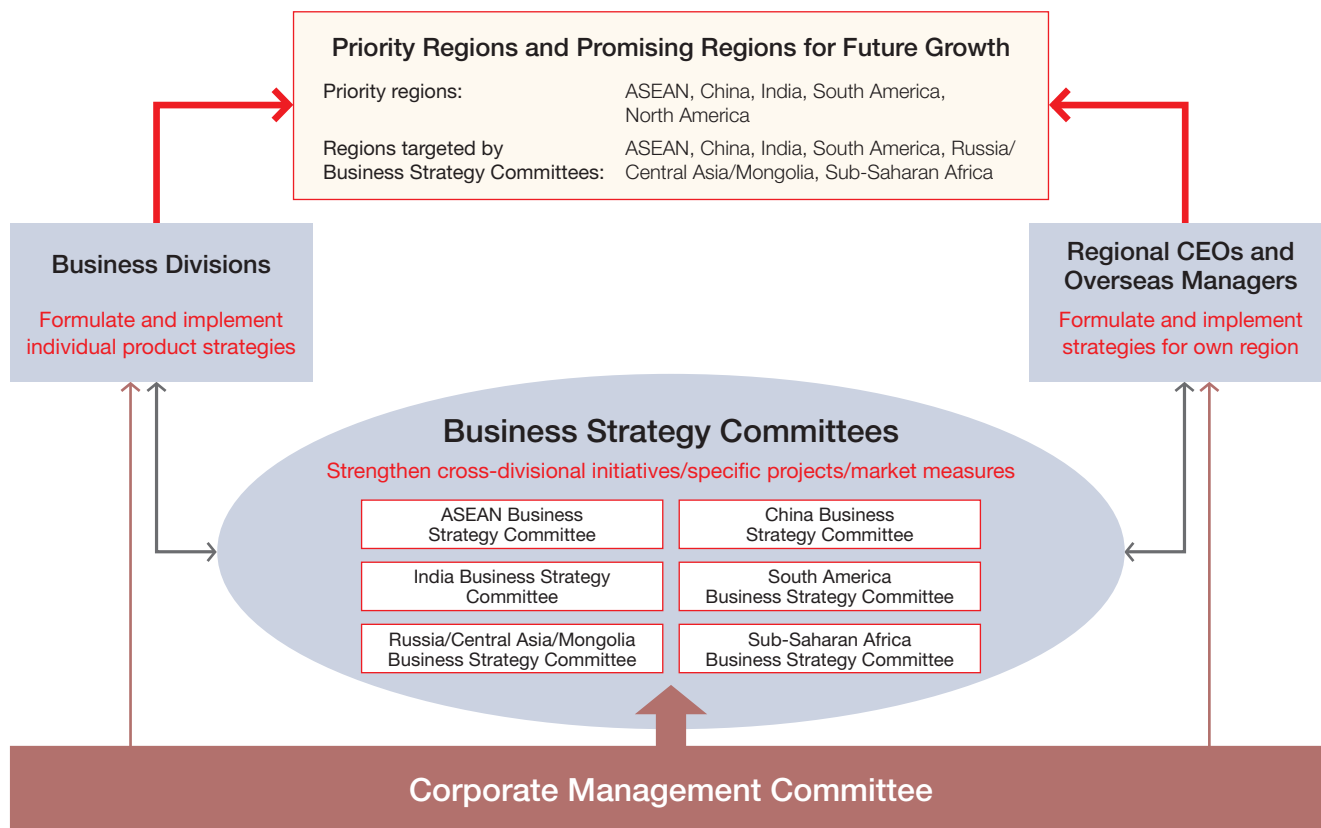 Priority Regions and Promising Regions for Future Growth
Priority regions:
ASEAN, China, India, South America,
North America
Regions targeted by
Business Strategy Committees:
ASEAN, China, India, South America, Russia/
Central Asia/Mongolia, Sub-Saharan Africa
Business Divisions
Formulate and implement
individual product strategies
Regional CEOs and
Overseas Managers
Formulate and implement
strategies for own region
Business Strategy Committees
Strengthen cross-divisional initiatives/specific projects/market measures
ASEAN Business
Strategy Committee
China Business
Strategy Committee
India Business Strategy
Committee
South America
Business Strategy Committee
Russia/Central Asia/Mongolia
Business Strategy Committee
Sub-Saharan Africa
Business Strategy Committee
Corporate Management Committee